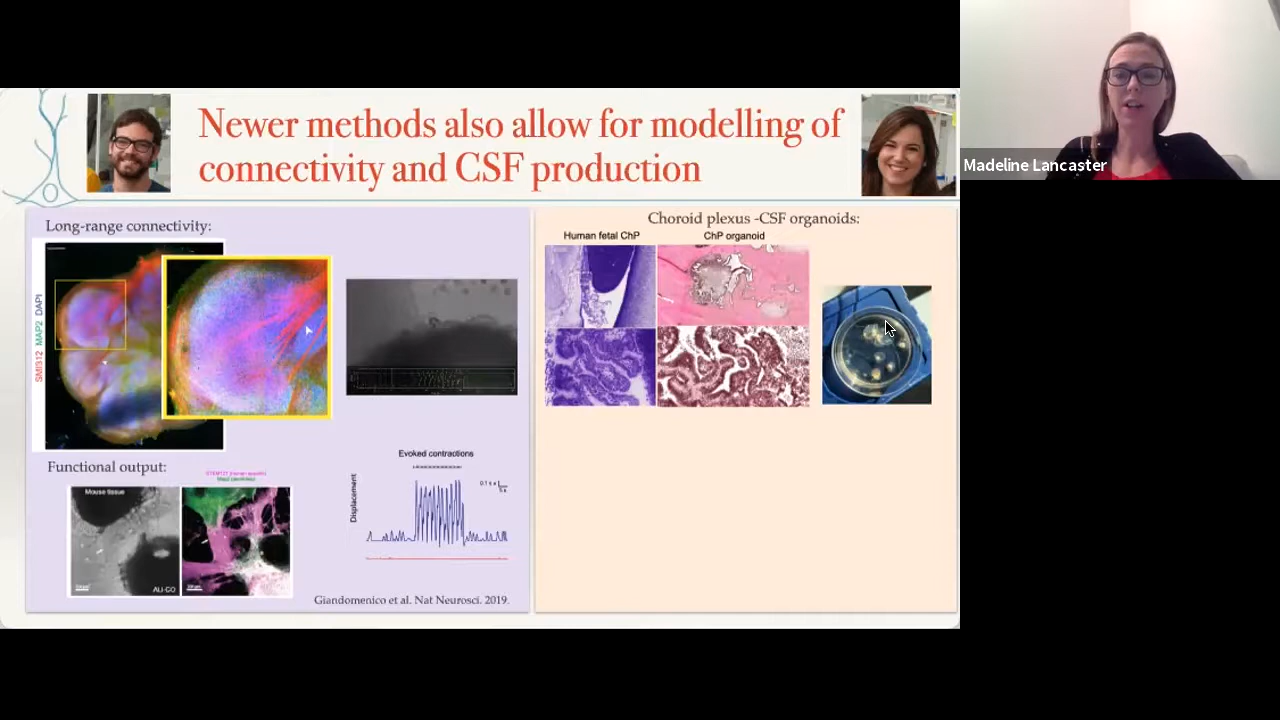 Newer methods also allow for modelling of
connectivity and CSF production
Madeline Lancaster
Long-range connectivity:
SMI312 MAP2 DAPI
Functional output:
Mouse tissue
ALI-CO
Evoked contractions
Displacement
Giandomenico et al. Nat Neurosci. 2019.
Choroid plexus -CSF organoids:
Human fetal ChP
ChP organoid